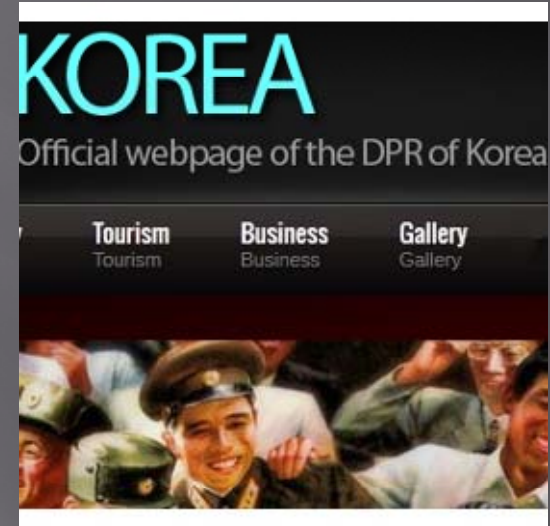 KOREA
Official webpage of the DPR of Korea
Tourism Business Gallery
Tourism Business Gallery